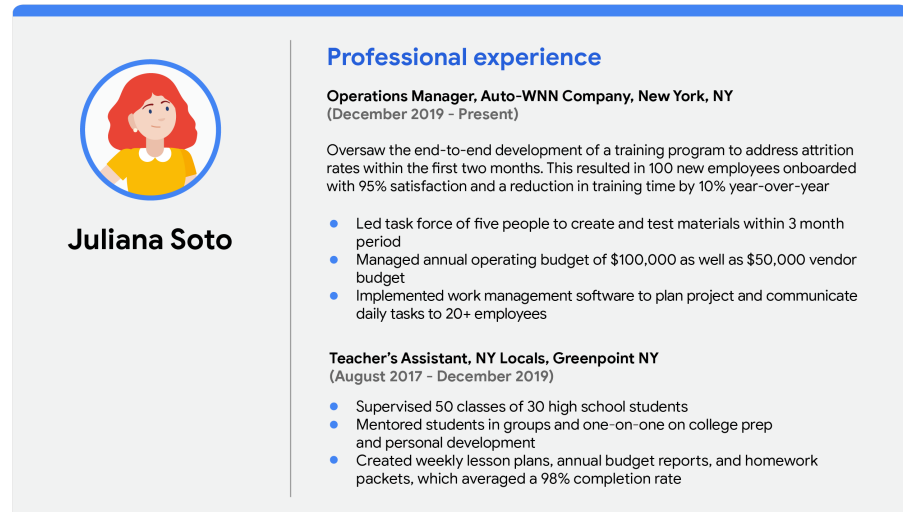 Juliana Soto
Professional experience
Operations Manager, Auto-WNN Company, New York, NY
(December 2019 - Present)
Oversaw the end-to-end development of a training program to address attrition
rates within the first two months. This resulted in 100 new employees onboarded
with 95% satisfaction and a reduction in training time by 10% year-over-year
● Led task force of five people to create and test materials within 3 month
period
● Managed annual operating budget of $100,000 as well as $50,000 vendor
budget
● Implemented work management software to plan project and communicate
daily tasks to 20+ employees
Teacher’s Assistant, NY Locals, Greenpoint NY
(August 2017 - December 2019)
● Supervised 50 classes of 30 high school students
● Mentored students in groups and one-on-one on college prep
and personal development
● Created weekly lesson plans, annual budget reports, and homework
packets, which averaged a 98% completion rate